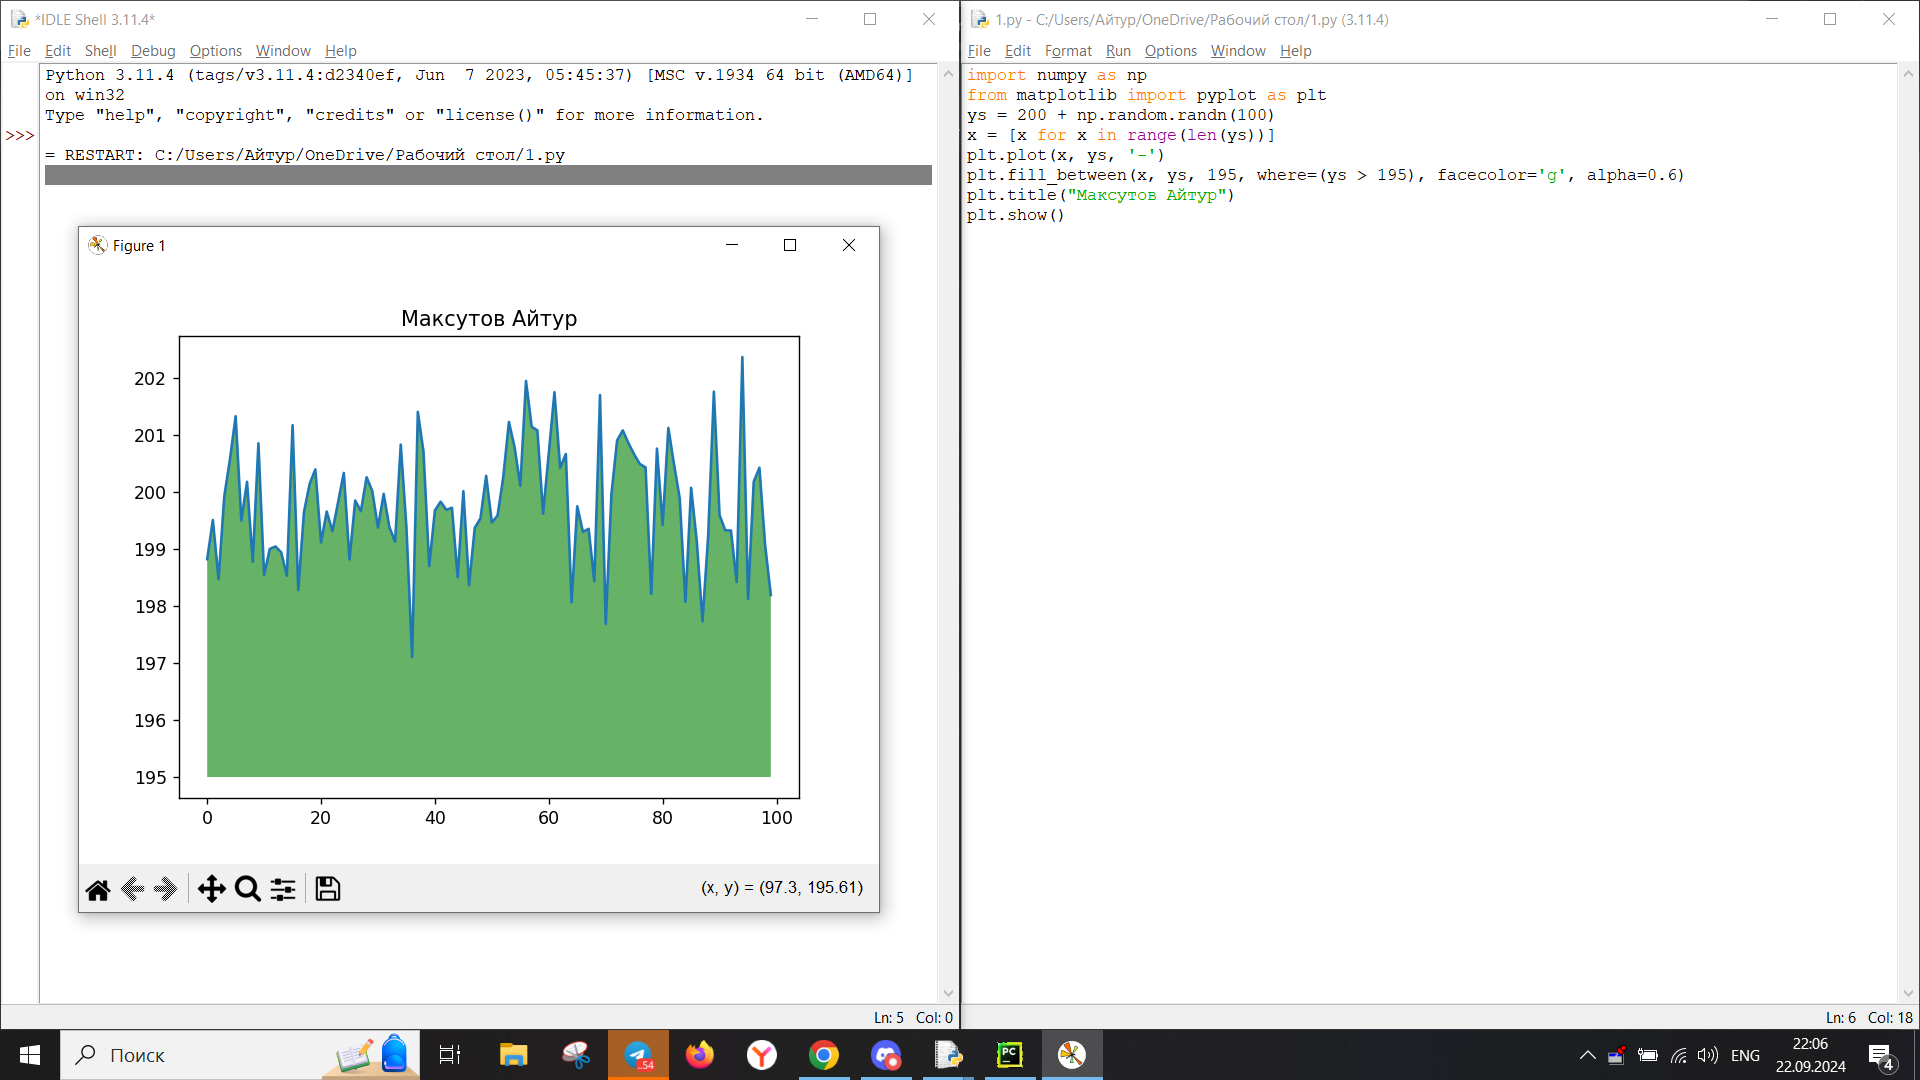 *IDLE Shell 3.11.4*
File Edit Shell Debug Options Window Help
Python 3.11.4 (tags/v3.11.4:d2340ef, Jun  7 2023, 05:45:37) [MSC v.1934 64 bit (AMD64)]
on win32
Type "help", "copyright", "credits" or "license()" for more information.
>>>
= RESTART: C:/Users/Айтур/OneDrive/Рабочий стол/1.py
Figure 1
Максутов Айтур
202
201
200
199
198
197
196
195
0 20 40 60 80 100
(x, y) = (97.3, 195.61)
Ln: 5 Col: 0
1.py - C:/Users/Айтур/OneDrive/Рабочий стол/1.py (3.11.4)
File Edit Format Run Options Window Help
import numpy as np
from matplotlib import pyplot as plt
ys = 200 + np.random.randn(100)
x = [x for x in range(len(ys))]
plt.plot(x, ys, '-')
plt.fill_between(x, ys, 195, where=(ys > 195), facecolor='g', alpha=0.6)
plt.title("Максутов Айтур")
plt.show()
Ln: 6 Col: 18
Поиск
..54
PC
ENG
22:06
22.09.2024
4